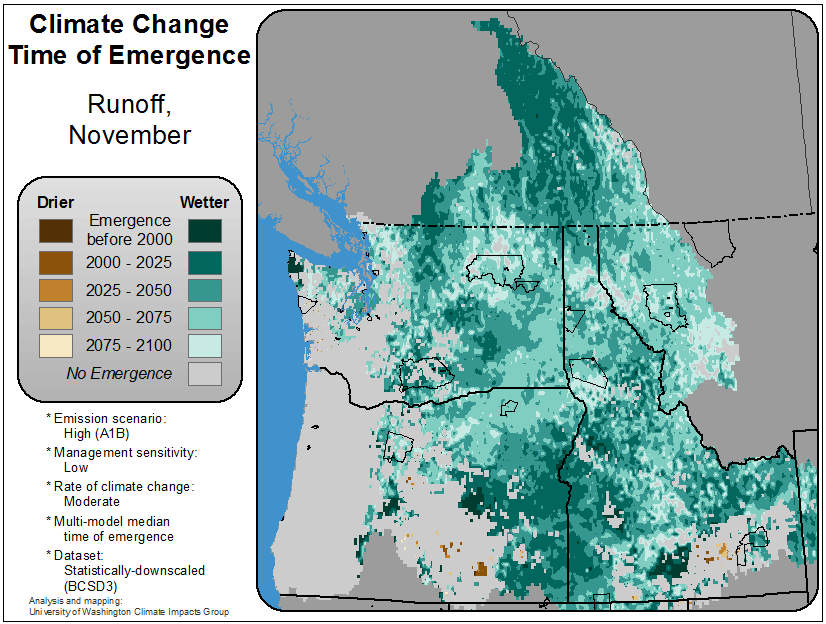 Climate Change
Time of Emergence
Runoff,
November
Drier
Wetter
Emergence
before 2000
2000 - 2025
2025 - 2050
2050 - 2075
2075 - 2100
No Emergence
* Emission scenario:
High (A1B)
* Management sensitivity:
Low
* Rate of climate change:
Moderate
* Multi-model median
time of emergence
* Dataset:
Statistically-downscaled
(BCSD3)
Analysis and mapping:
University of Washington Climate Impacts Group